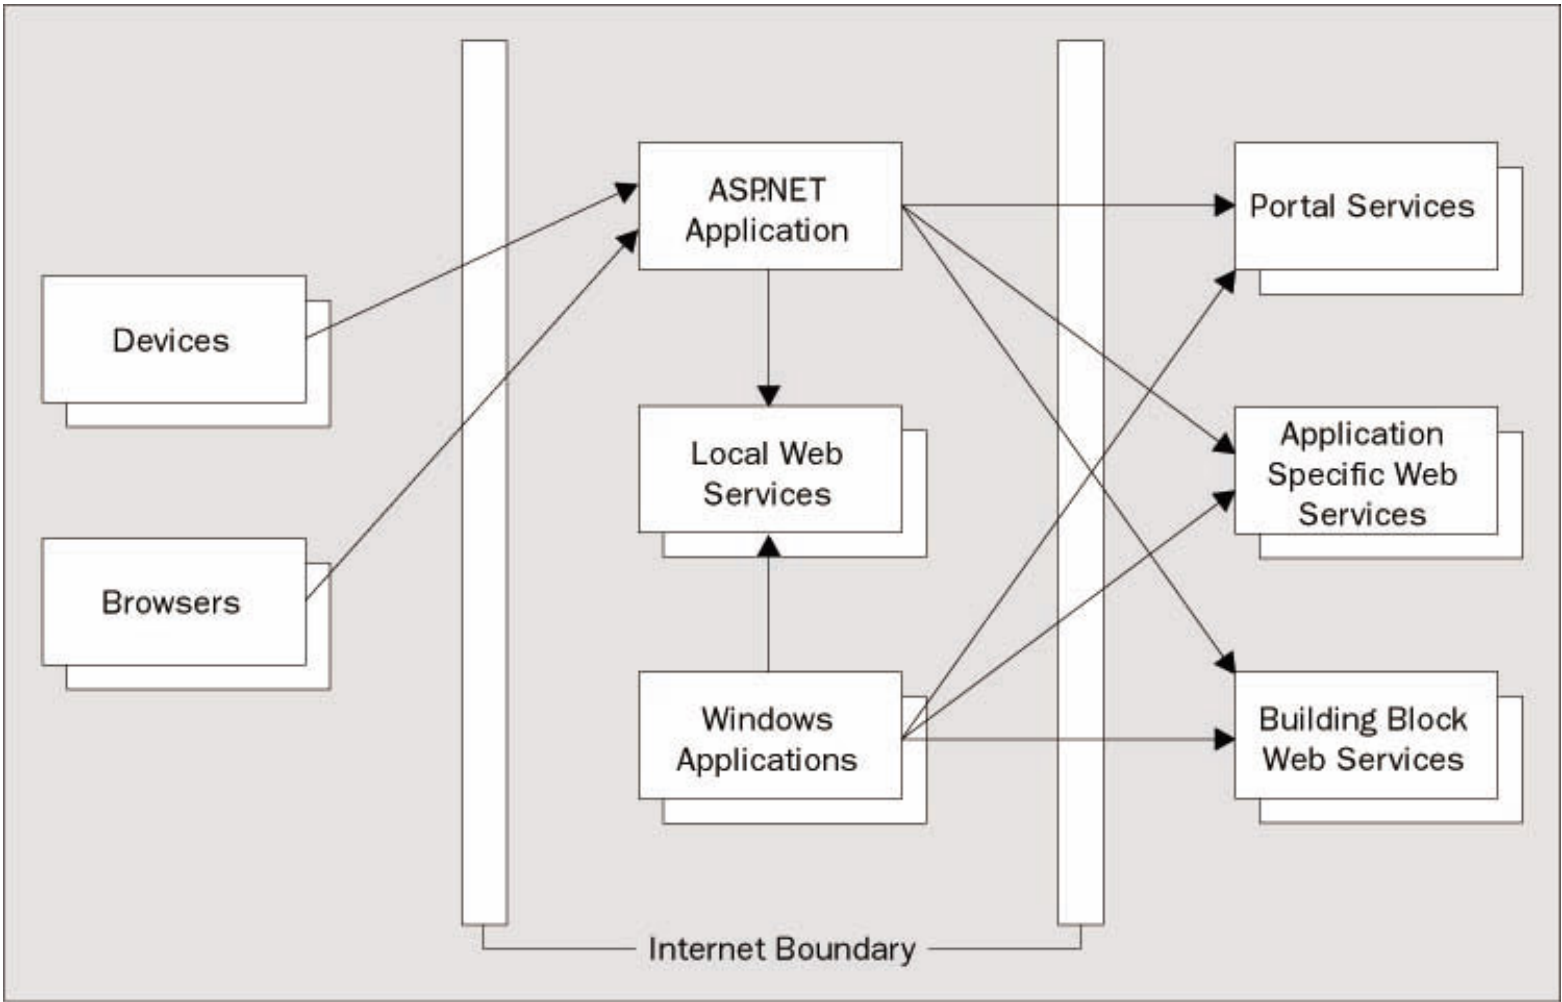 ASP.NET
Application
Portal Services
Devices
Local Web
Services
Application
Specific Web
Services
Browsers
Windows
Applications
Building Block
Web Services
Internet Boundary